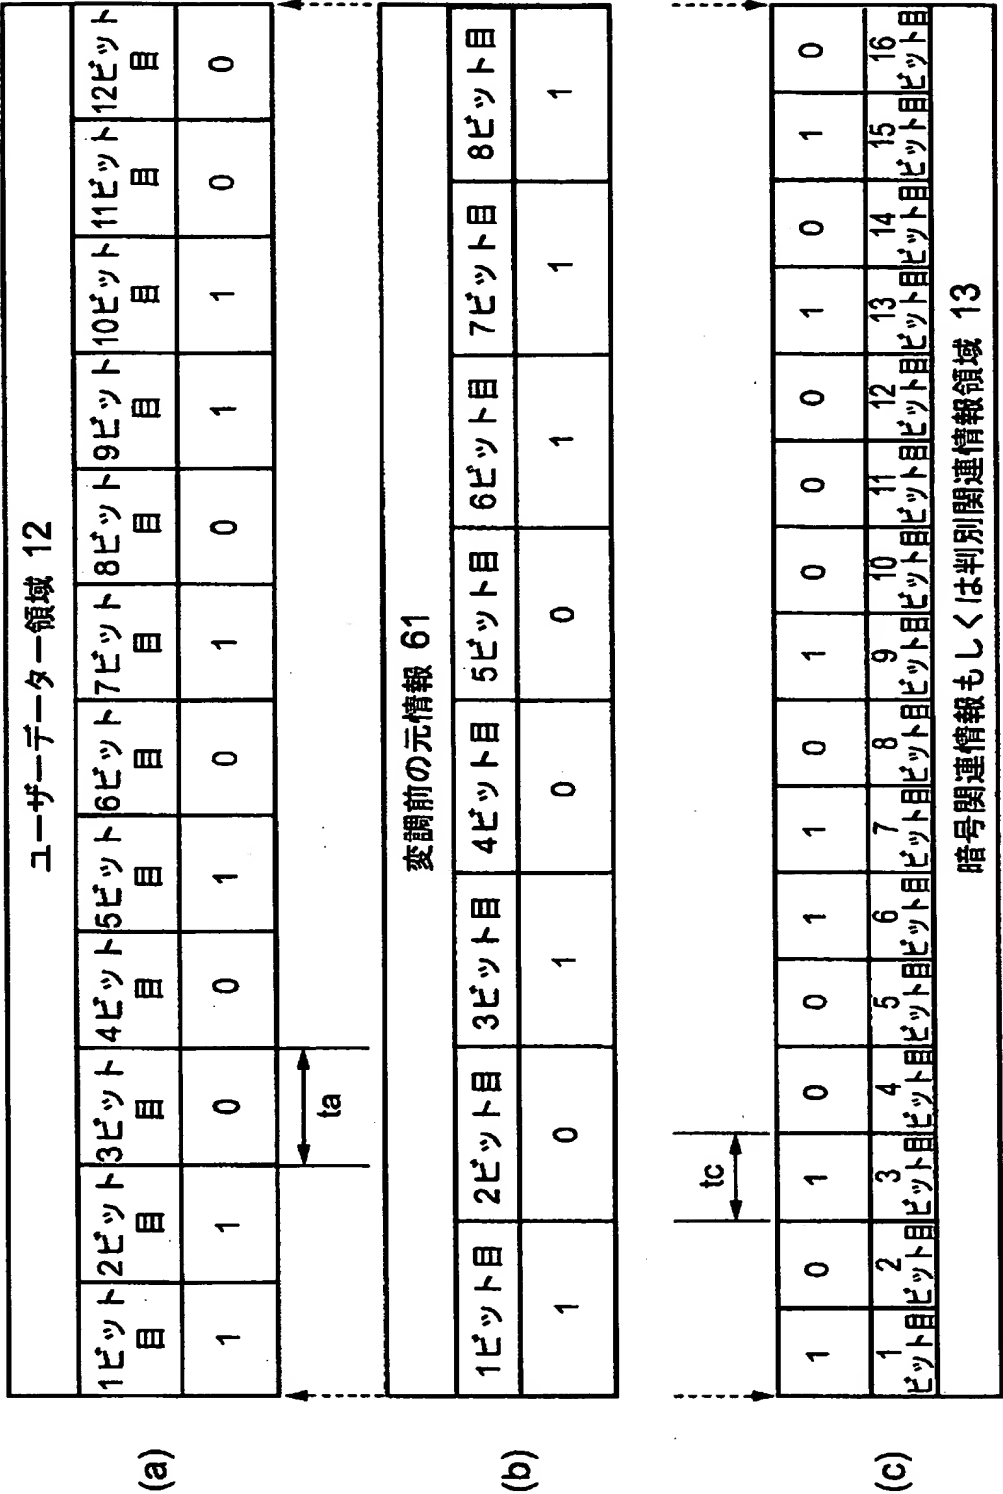 (a)
ユーザーデーター領域 12
1ビット目 2ビット目 3ビット目 4ビット目 5ビット目 6ビット目 7ビット目 8ビット目 9ビット目 10ビット目 11ビット目 12ビット目
1 1 0 0 1 0 1 0 1 1 0 0
ta
(b)
変調前の元情報 61
1ビット目 2ビット目 3ビット目 4ビット目 5ビット目 6ビット目 7ビット目 8ビット目
1 0 1 0 0 1 1 1
tc
(c)
1 0 1 0 0 1 1 0 1 0 0 0 1 0 1 0
1ビット目 2ビット目 3ビット目 4ビット目 5ビット目 6ビット目 7ビット目 8ビット目 9ビット目 10ビット目 11ビット目 12ビット目 13ビット目 14ビット目 15ビット目 16ビット目
暗号関連情報もしくは判別関連情報領域 13